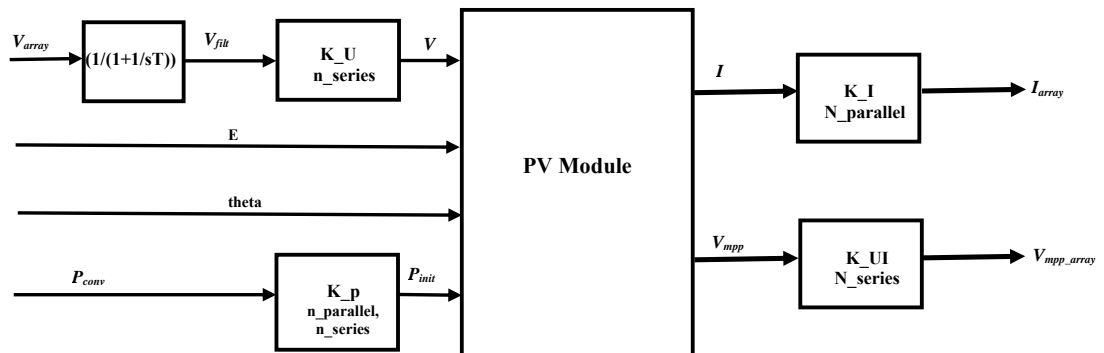 V_array
(1/(1+1/sT))
V_filt
K_U
n_series
V
E
theta
P_conv
K_p
n_parallel,
n_series
P_init
PV Module
I
K_I
N_parallel
I_array
V_mpp
K_UI
N_series
V_mpp_array